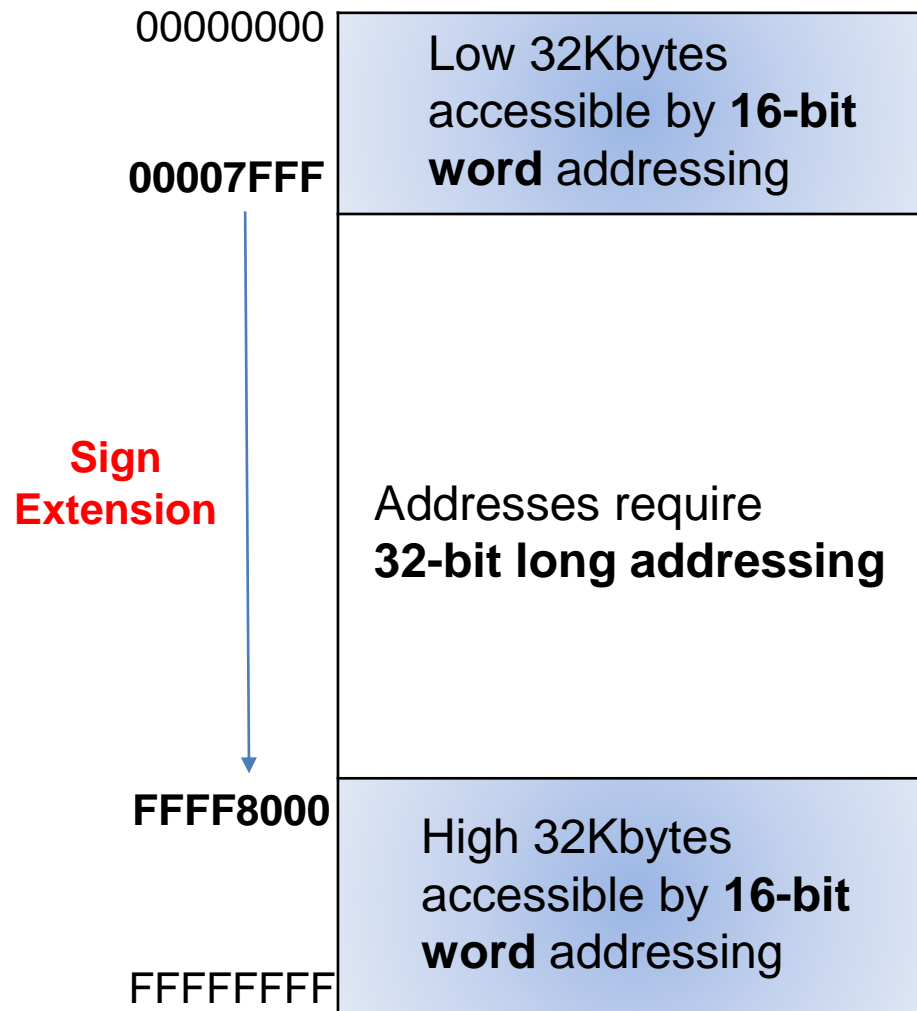 00000000
Low 32Kbytes
accessible by 16-bit
word addressing
00007FFF
Sign
Extension
Addresses require
32-bit long addressing
FFFF8000
High 32Kbytes
accessible by 16-bit
word addressing
FFFFFFFF